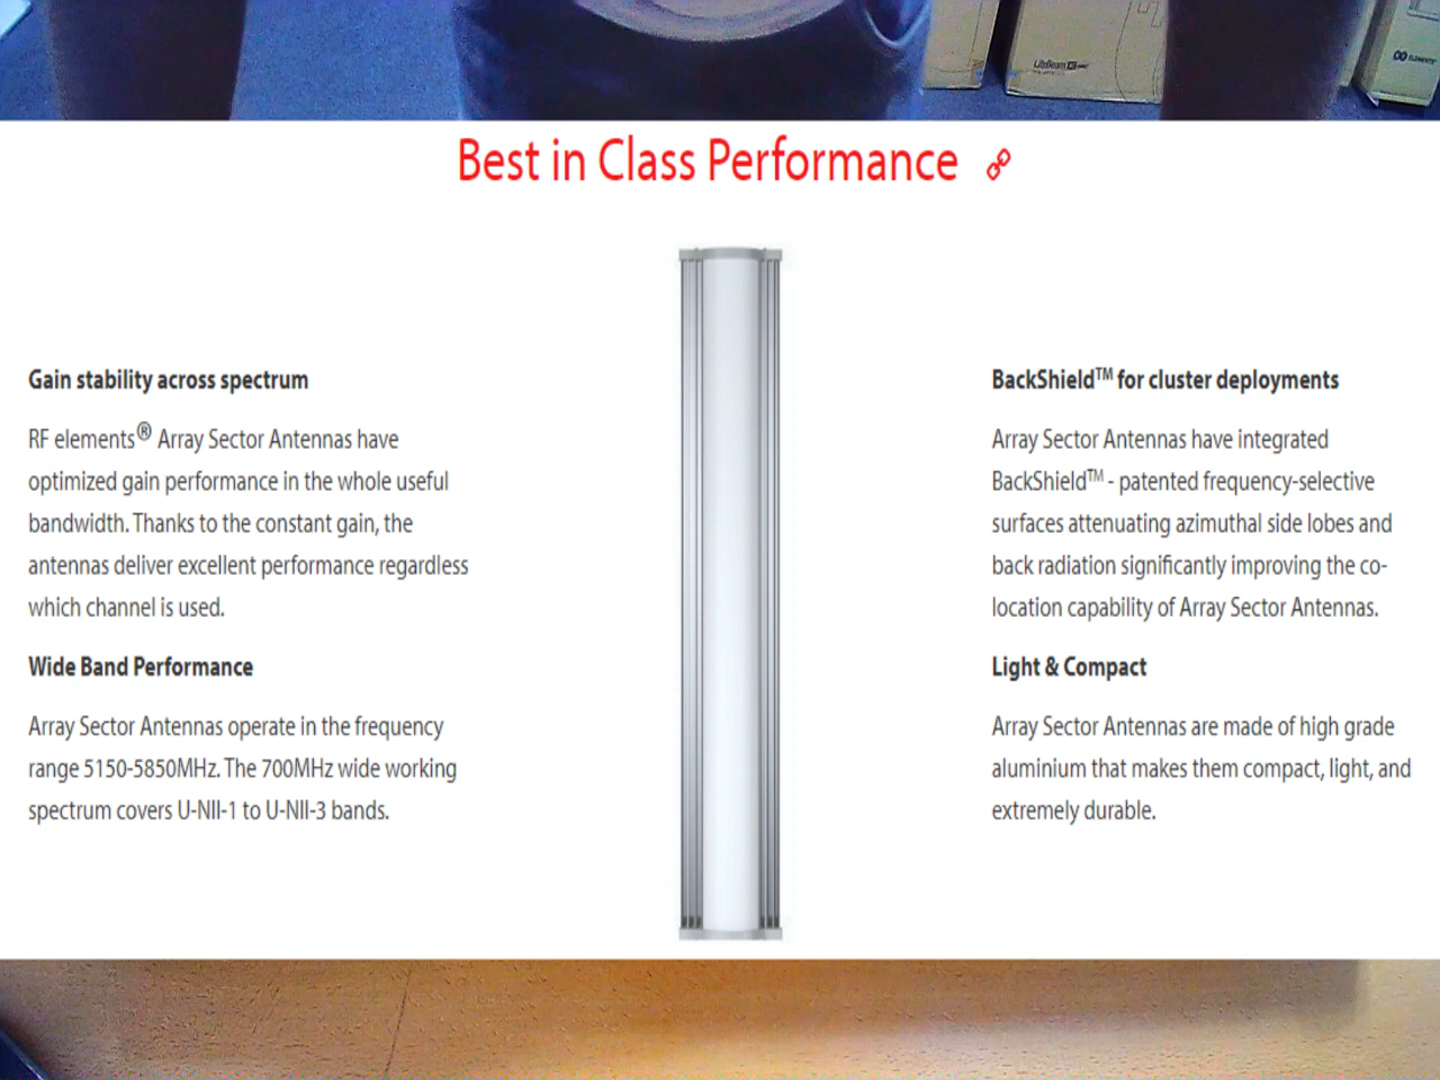 LiteBeam
ELEMENTS
Best in Class Performance
Gain stability across spectrum
RF elements® Array Sector Antennas have
optimized gain performance in the whole useful
bandwidth. Thanks to the constant gain, the
antennas deliver excellent performance regardless
which channel is used.
Wide Band Performance
Array Sector Antennas operate in the frequency
range 5150-5850MHz. The 700MHz wide working
spectrum covers U-NII-1 to U-NII-3 bands.
BackShield™ for cluster deployments
Array Sector Antennas have integrated
BackShield™ - patented frequency-selective
surfaces attenuating azimuthal side lobes and
back radiation significantly improving the co-
location capability of Array Sector Antennas.
Light & Compact
Array Sector Antennas are made of high grade
aluminium that makes them compact, light, and
extremely durable.